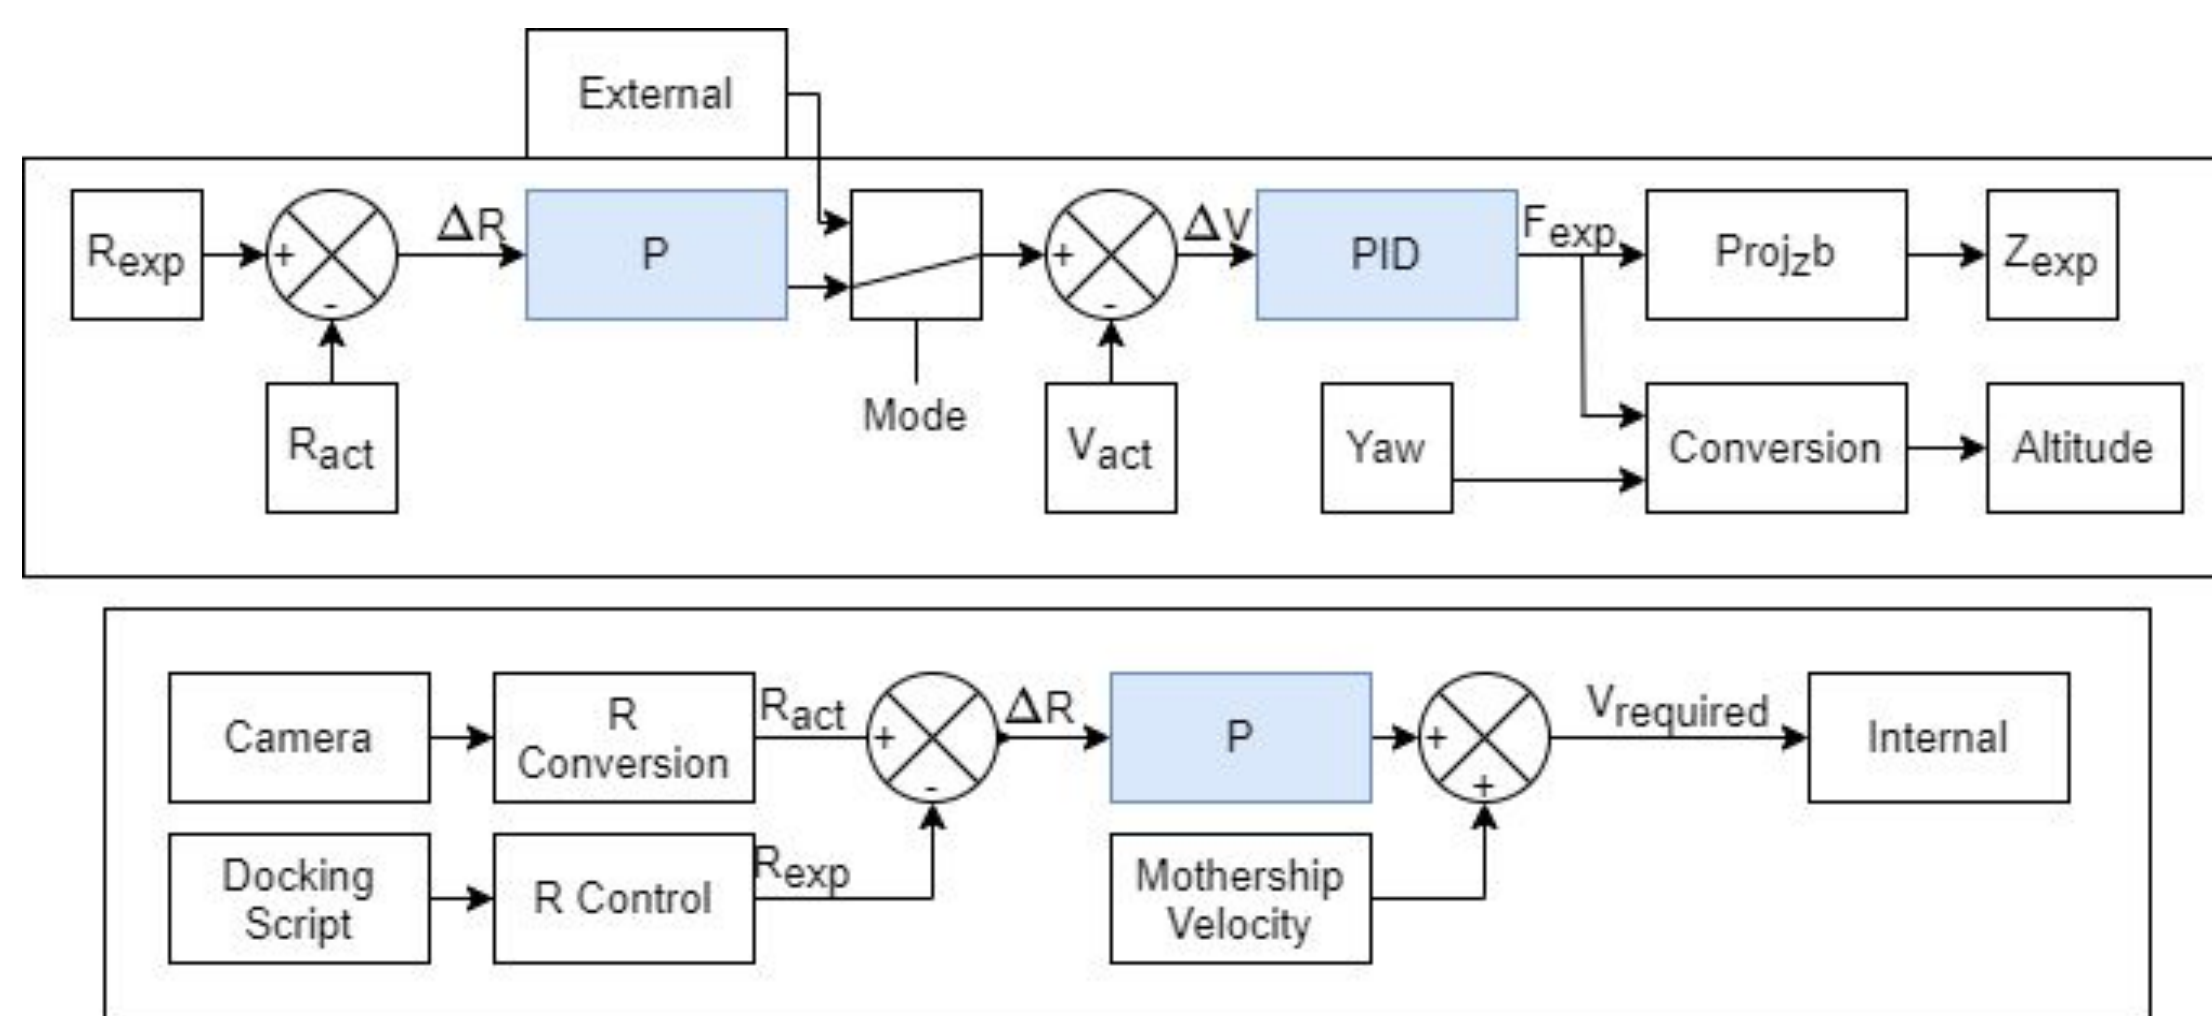 External
Rexp
+
-
ΔR
P
+
-
ΔV
PID
Fexp
Projzb
Zexp
Ract
Mode
Vact
Yaw
Conversion
Altitude
Camera
R
Conversion
Ract
+
-
ΔR
P
+
+
Vrequired
Internal
Docking
Script
R Control
Rexp
Mothership
Velocity